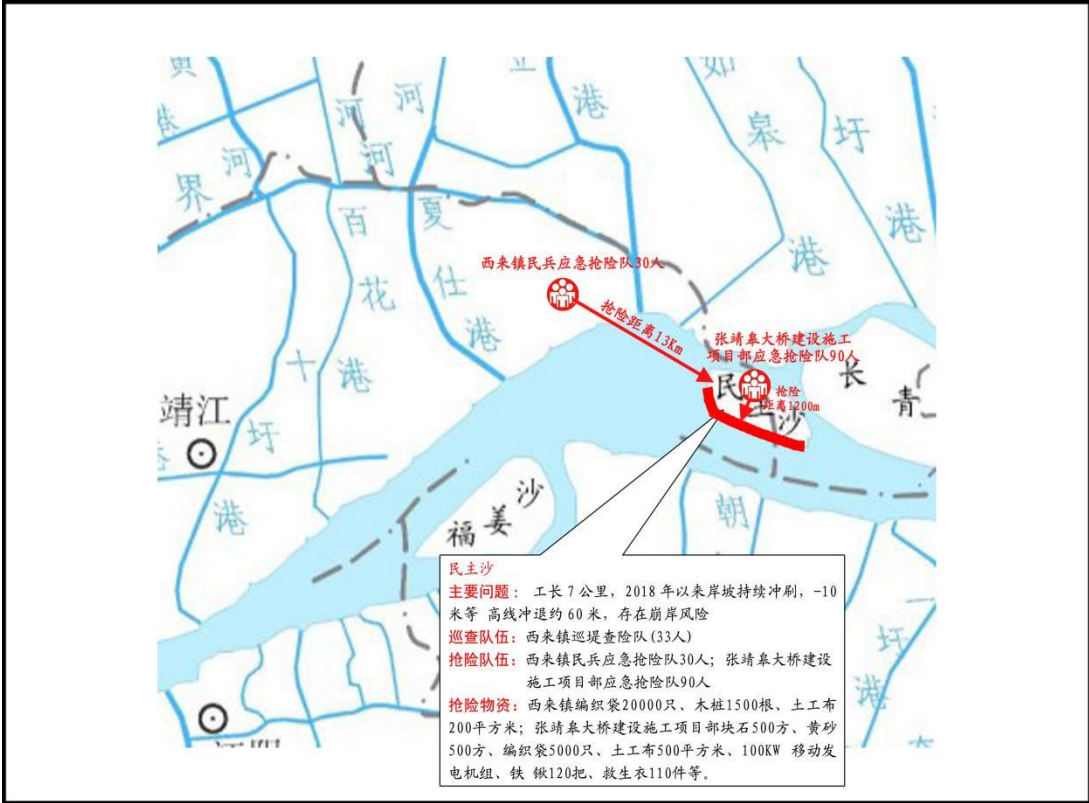 黄
港
界
河
河
河
河
立
港
如
皋
港
圩
港
百
花
港
夏
仕
港
十
圩
港
靖江
港
西来镇民兵应急抢险队30人
抢险距离13Km
张靖皋大桥建设施工
项目部应急抢险队90人
抢险
距离1200m
民主沙
长
青
福姜沙
朝
圩
港
民主沙
主要问题: 工长7公里,2018年以来岸坡持续冲刷,-10
米等 高线冲退约60米,存在崩岸风险
巡查队伍:西来镇巡堤查险队(33人)
抢险队伍:西来镇民兵应急抢险队30人;张靖皋大桥建设
施工项目部应急抢险队90人
抢险物资:西来镇编织袋20000只、木桩1500根、土工布
200平方米;张靖皋大桥建设施工项目部块石500方、黄砂
500方、编织袋5000只、土工布500平方米、100KW 移动发
电机组、铁 锹120把、救生衣110件等。